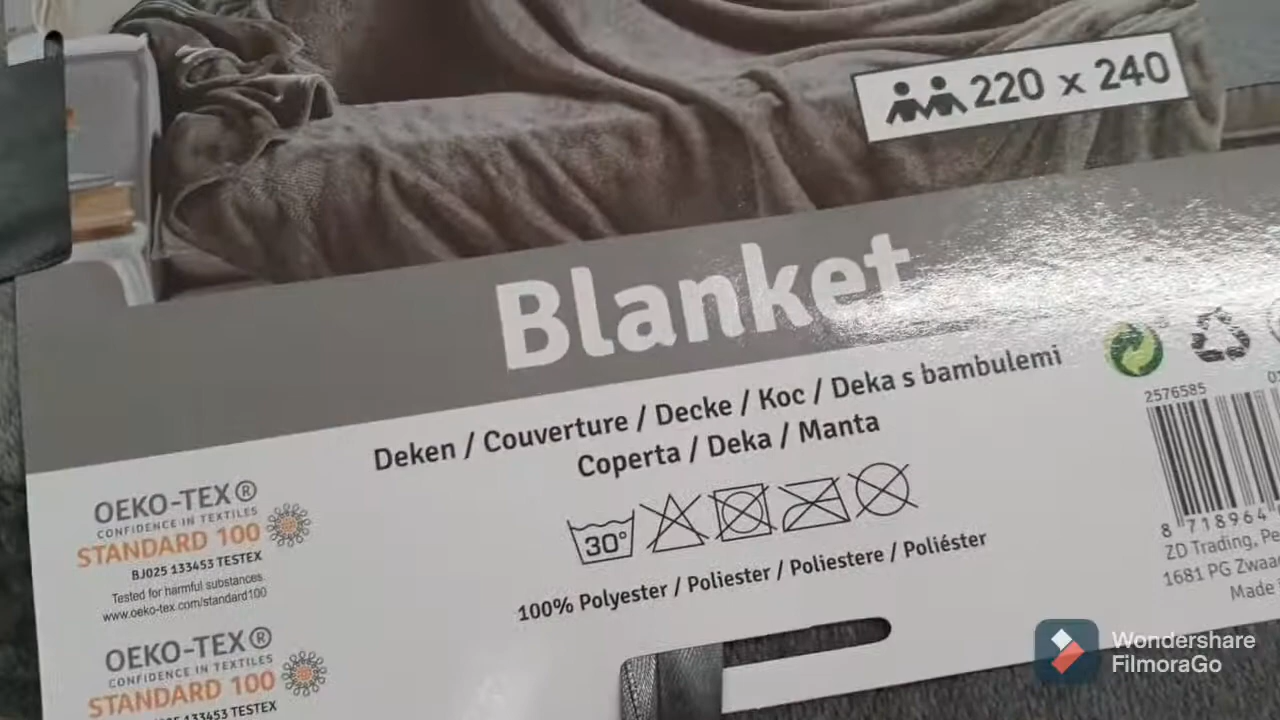 220 x 240
Blanket
Deken / Couverture / Decke / Koc / Deka s bambulemi
Coperta / Deka / Manta
30°
100% Polyester / Poliester / Poliestere / Poliéster
OEKO-TEX®
CONFIDENCE IN TEXTILES
STANDARD 100
BJ025 133453 TESTEX
Tested for harmful substances
www.oeko-tex.com/standard100
OEKO-TEX®
CONFIDENCE IN TEXTILES
STANDARD 100
133453 TESTEX
2576585
8 718964
ZD Trading,
1681 PG
Made
Wondershare
FilmoraGo